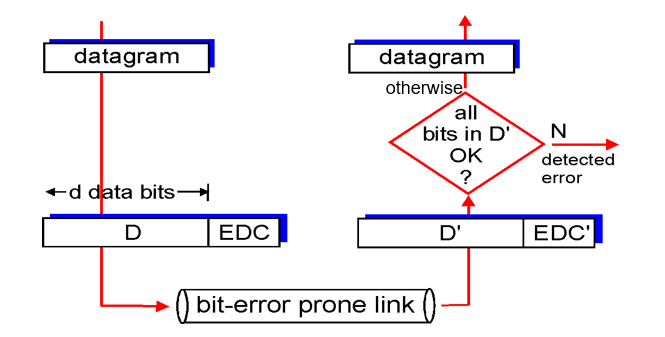 datagram
datagram
otherwise
all
bits in D'
OK
?
N
detected
error
d data bits
D
EDC
D'
EDC'
bit-error prone link